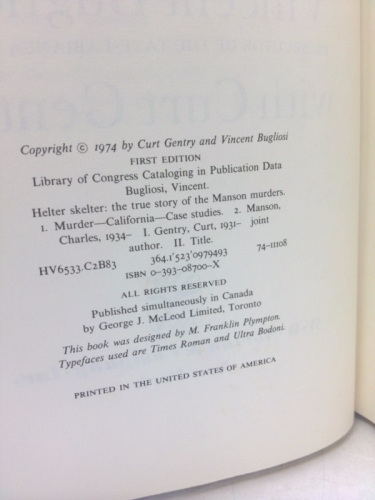 Copyright © 1974 by Curt Gentry and Vincent Bugliosi
FIRST EDITION
Library of Congress Cataloging in Publication Data
Bugliosi, Vincent.
Helter skelter: the true story of the Manson murders.
1. Murder—California—Case studies. 2. Manson,
Charles, 1934– I. Gentry, Curt, 1931– joint
author. II. Title.
HV6533.C2B83 364.1'523'0979493 74-11108
ISBN 0-393-08700-X
ALL RIGHTS RESERVED
Published simultaneously in Canada
by George J. McLeod Limited, Toronto
This book was designed by M. Franklin Plympton.
Typefaces used are Times Roman and Ultra Bodoni.
PRINTED IN THE UNITED STATES OF AMERICA